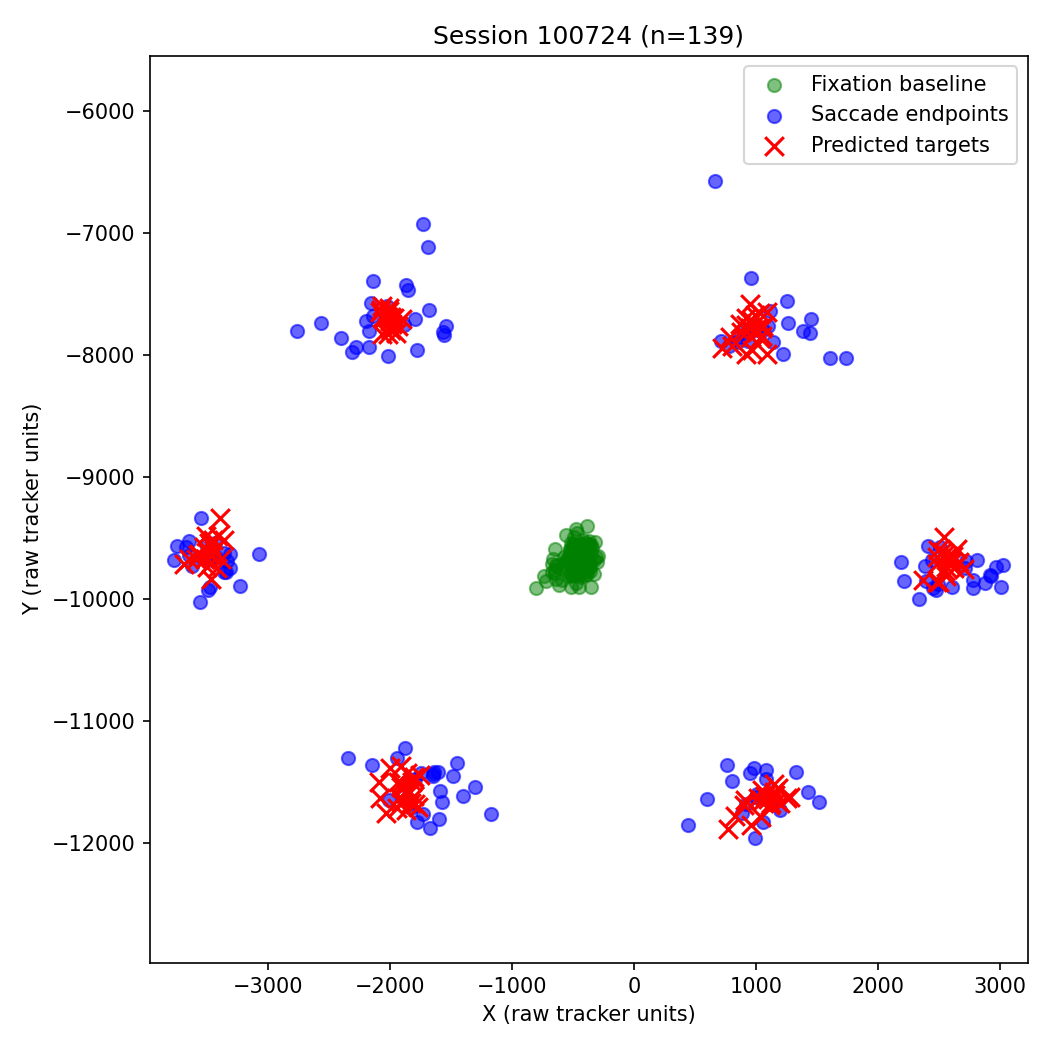 Session 100724 (n=139)
Fixation baseline
Saccade endpoints
Predicted targets
−6000
−7000
−8000
−9000
−10000
−11000
−12000
Y (raw tracker units)
−3000
−2000
−1000
0
1000
2000
3000
X (raw tracker units)